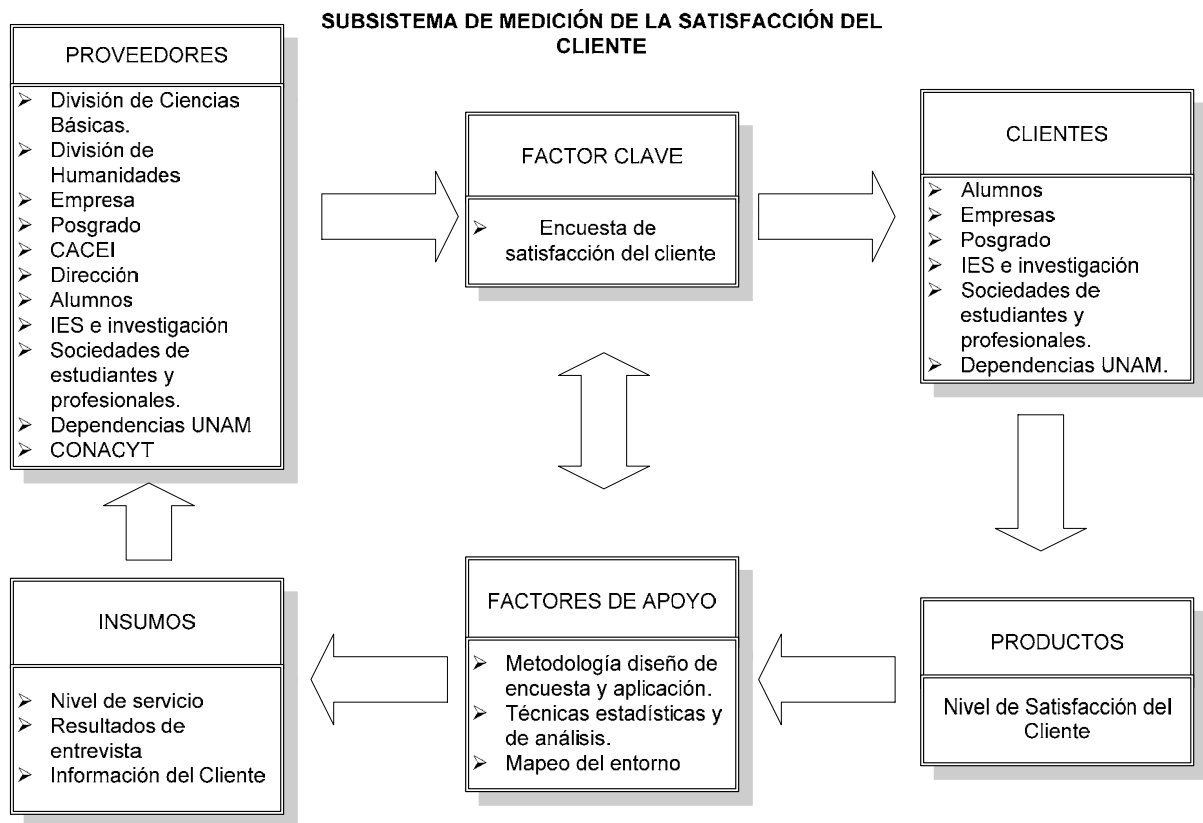 SUBSISTEMA DE MEDICIÓN DE LA SATISFACCIÓN DEL
CLIENTE
PROVEEDORES
➢ División de Ciencias
Básicas.
➢ División de
Humanidades
➢ Empresa
➢ Posgrado
➢ CACEI
➢ Dirección
➢ Alumnos
➢ IES e investigación
➢ Sociedades de
estudiantes y
profesionales.
➢ Dependencias UNAM
➢ CONACYT
FACTOR CLAVE
➢ Encuesta de
satisfacción del cliente
CLIENTES
➢ Alumnos
➢ Empresas
➢ Posgrado
➢ IES e investigación
➢ Sociedades de
estudiantes y
profesionales.
➢ Dependencias UNAM.
INSUMOS
➢ Nivel de servicio
➢ Resultados de
entrevista
➢ Información del Cliente
FACTORES DE APOYO
➢ Metodología diseño de
encuesta y aplicación.
➢ Técnicas estadísticas y
de análisis.
➢ Mapeo del entorno
PRODUCTOS
Nivel de Satisfacción del
Cliente